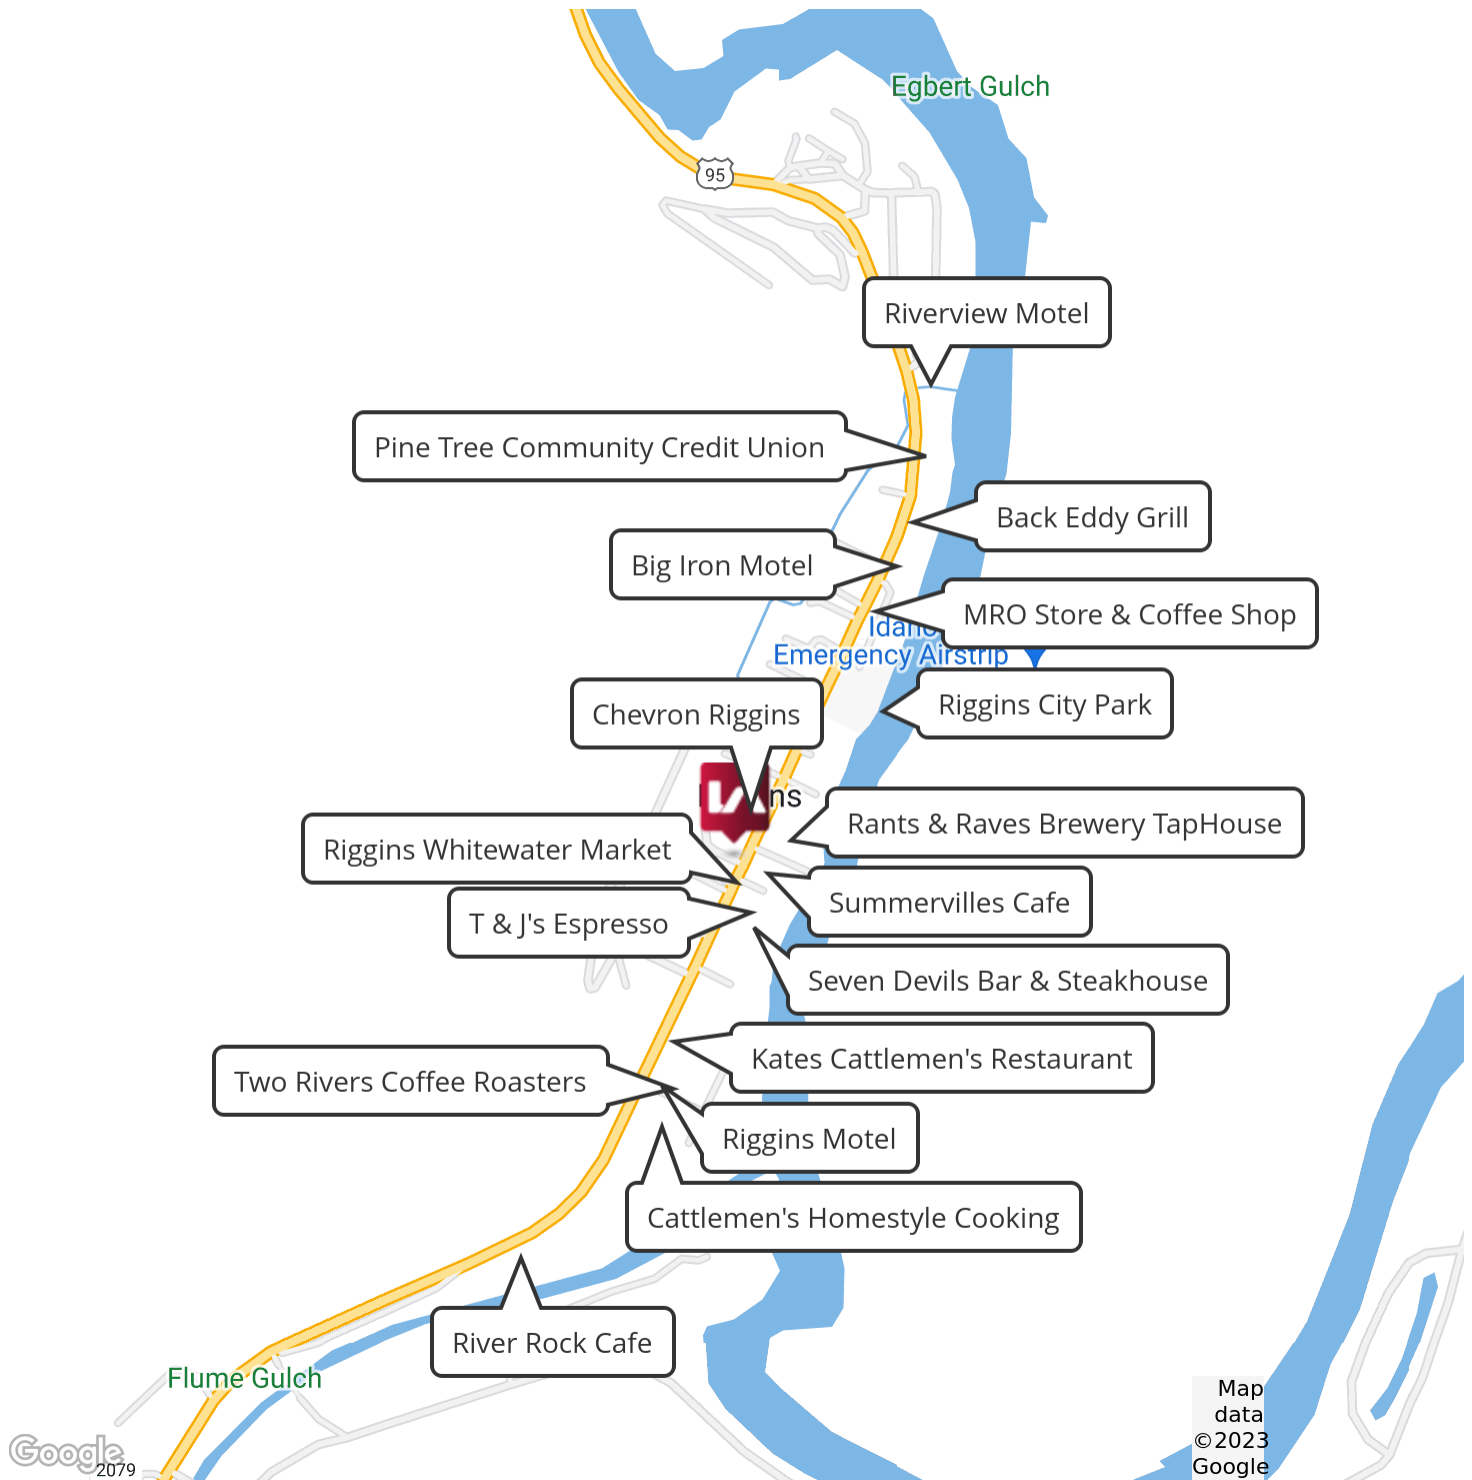 Egbert Gulch
95
Riverview Motel
Pine Tree Community Credit Union
Back Eddy Grill
Big Iron Motel
MRO Store & Coffee Shop
Emergency Airstrip
Riggins City Park
Chevron Riggins
ns
Rants & Raves Brewery TapHouse
Riggins Whitewater Market
Summervilles Cafe
T & J's Espresso
Seven Devils Bar & Steakhouse
Kates Cattlemen's Restaurant
Two Rivers Coffee Roasters
Riggins Motel
Cattlemen's Homestyle Cooking
River Rock Cafe
Flume Gulch
Google
2079
Map
data
©2023
Google